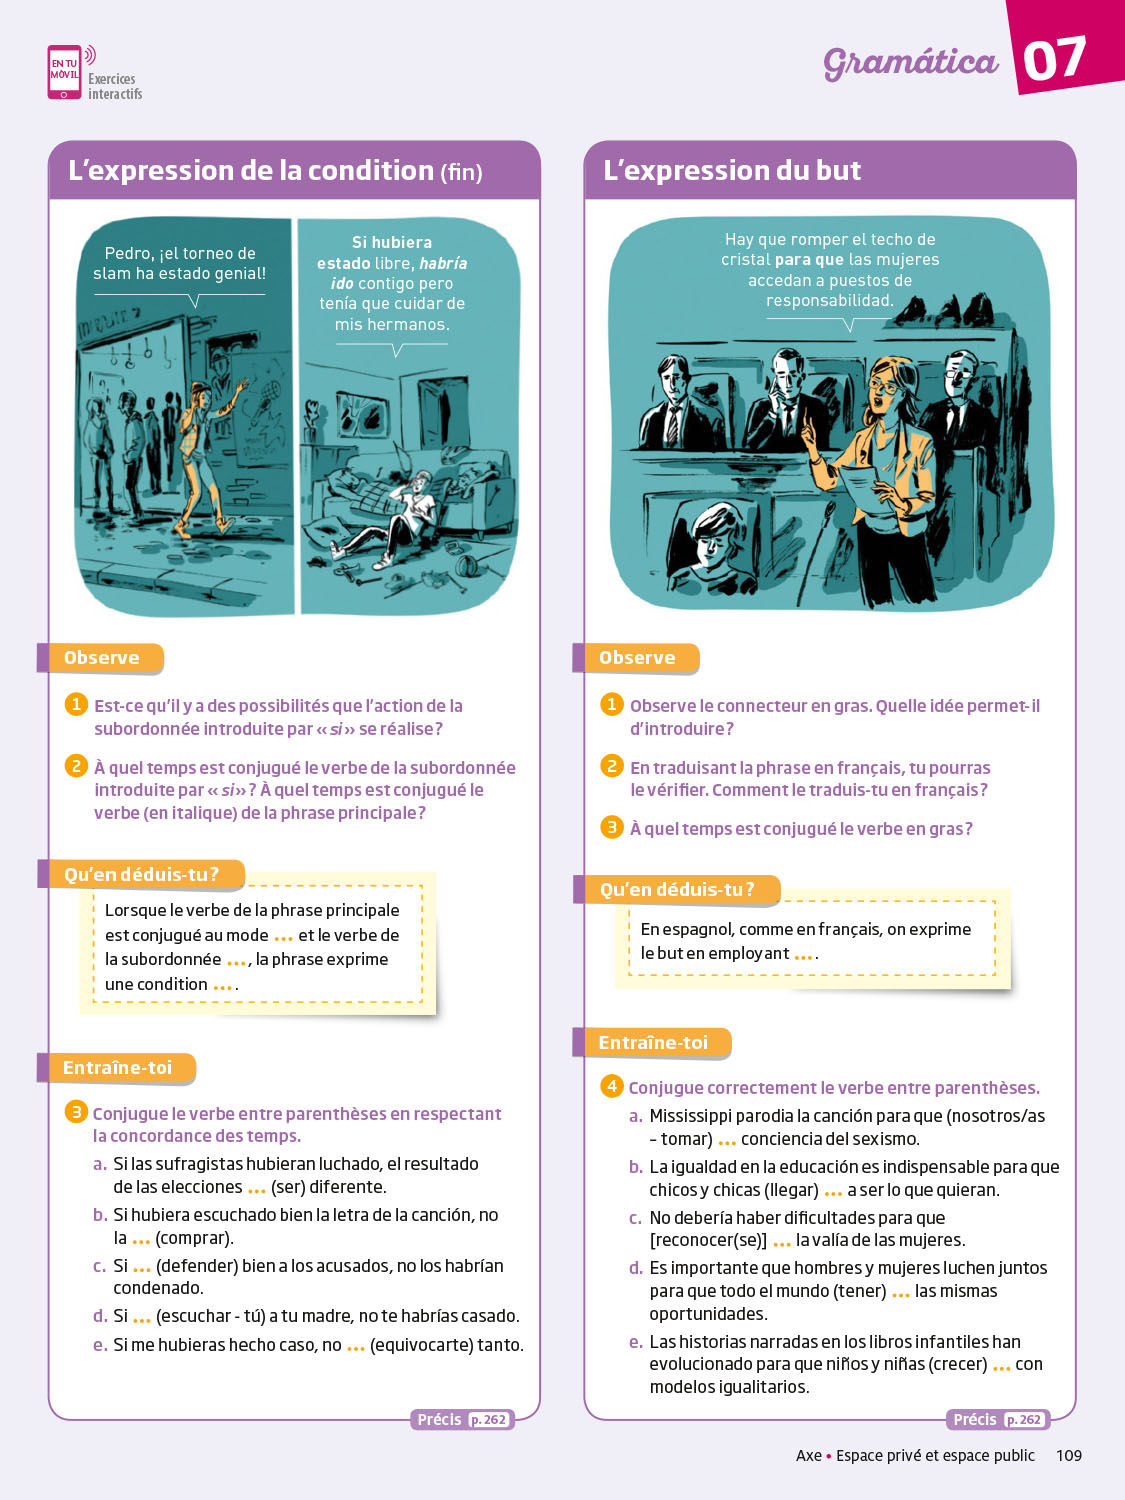 EN TU
MÓVIL
Exercices
interactifs
Gramática
07
L'expression de la condition (fin)
Pedro, ¡el torneo de
slam ha estado genial!
Si hubiera
estado libre, habría
ido contigo pero
tenía que cuidar de
mis hermanos.
Observe
1 Est-ce qu'il y a des possibilités que l'action de la
subordonnée introduite par « si » se réalise ?
2 À quel temps est conjugué le verbe de la subordonnée
introduite par « si » ? À quel temps est conjugué le
verbe (en italique) de la phrase principale ?
Qu'en déduis-tu ?
Lorsque le verbe de la phrase principale
est conjugué au mode ... et le verbe de
la subordonnée ..., la phrase exprime
une condition ... .
Entraîne-toi
3 Conjugue le verbe entre parenthèses en respectant
la concordance des temps.
a. Si las sufragistas hubieran luchado, el resultado
de las elecciones ... (ser) diferente.
b. Si hubiera escuchado bien la letra de la canción, no
la ... (comprar).
c. Si ... (defender) bien a los acusados, no los habrían
condenado.
d. Si ... (escuchar - tú) a tu madre, no te habrías casado.
e. Si me hubieras hecho caso, no ... (equivocarte) tanto.
Précis p. 262
L'expression du but
Hay que romper el techo de
cristal para que las mujeres
accedan a puestos de
responsabilidad.
Observe
1 Observe le connecteur en gras. Quelle idée permet-il
d'introduire ?
2 En traduisant la phrase en français, tu pourras
le vérifier. Comment le traduis-tu en français ?
3 À quel temps est conjugué le verbe en gras ?
Qu'en déduis-tu ?
En espagnol, comme en français, on exprime
le but en employant ... .
Entraîne-toi
4 Conjugue correctement le verbe entre parenthèses.
a. Mississippi parodia la canción para que (nosotros/as
– tomar) ... conciencia del sexismo.
b. La igualdad en la educación es indispensable para que
chicos y chicas (llegar) ... a ser lo que quieran.
c. No debería haber dificultades para que
[reconocer(se)] ... la valía de las mujeres.
d. Es importante que hombres y mujeres luchen juntos
para que todo el mundo (tener) ... las mismas
oportunidades.
e. Las historias narradas en los libros infantiles han
evolucionado para que niños y niñas (crecer) ... con
modelos igualitarios.
Précis p. 262
Axe • Espace privé et espace public 109